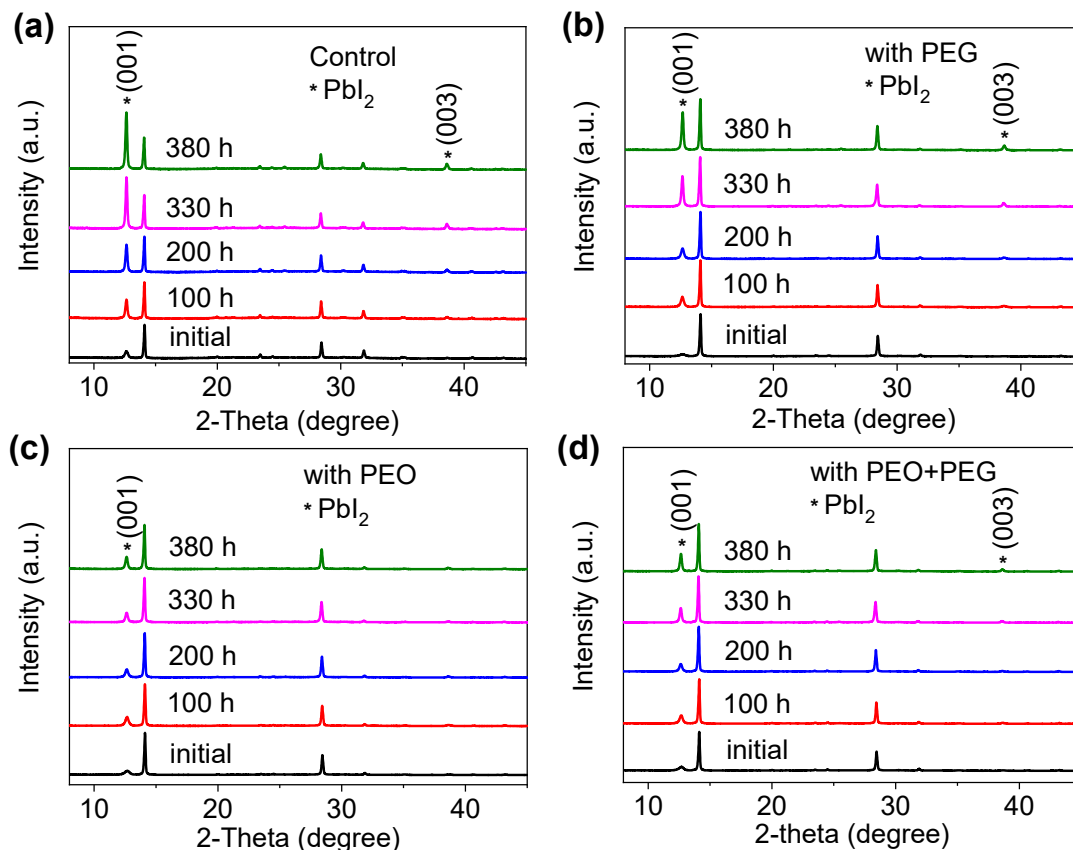 (a)
Control
* PbI₂
* (001)
* (003)
380 h
330 h
200 h
100 h
initial
Intensity (a.u.)
10 20 30 40
2-Theta (degree)
(b)
with PEG
* PbI₂
* (001)
* (003)
380 h
330 h
200 h
100 h
initial
Intensity (a.u.)
10 20 30 40
2-Theta (degree)
(c)
with PEO
* PbI₂
* (001)
380 h
330 h
200 h
100 h
initial
Intensity (a.u.)
10 20 30 40
2-Theta (degree)
(d)
with PEO+PEG
* PbI₂
* (001)
* (003)
380 h
330 h
200 h
100 h
initial
Intensity (a.u.)
10 20 30 40
2-theta (degree)